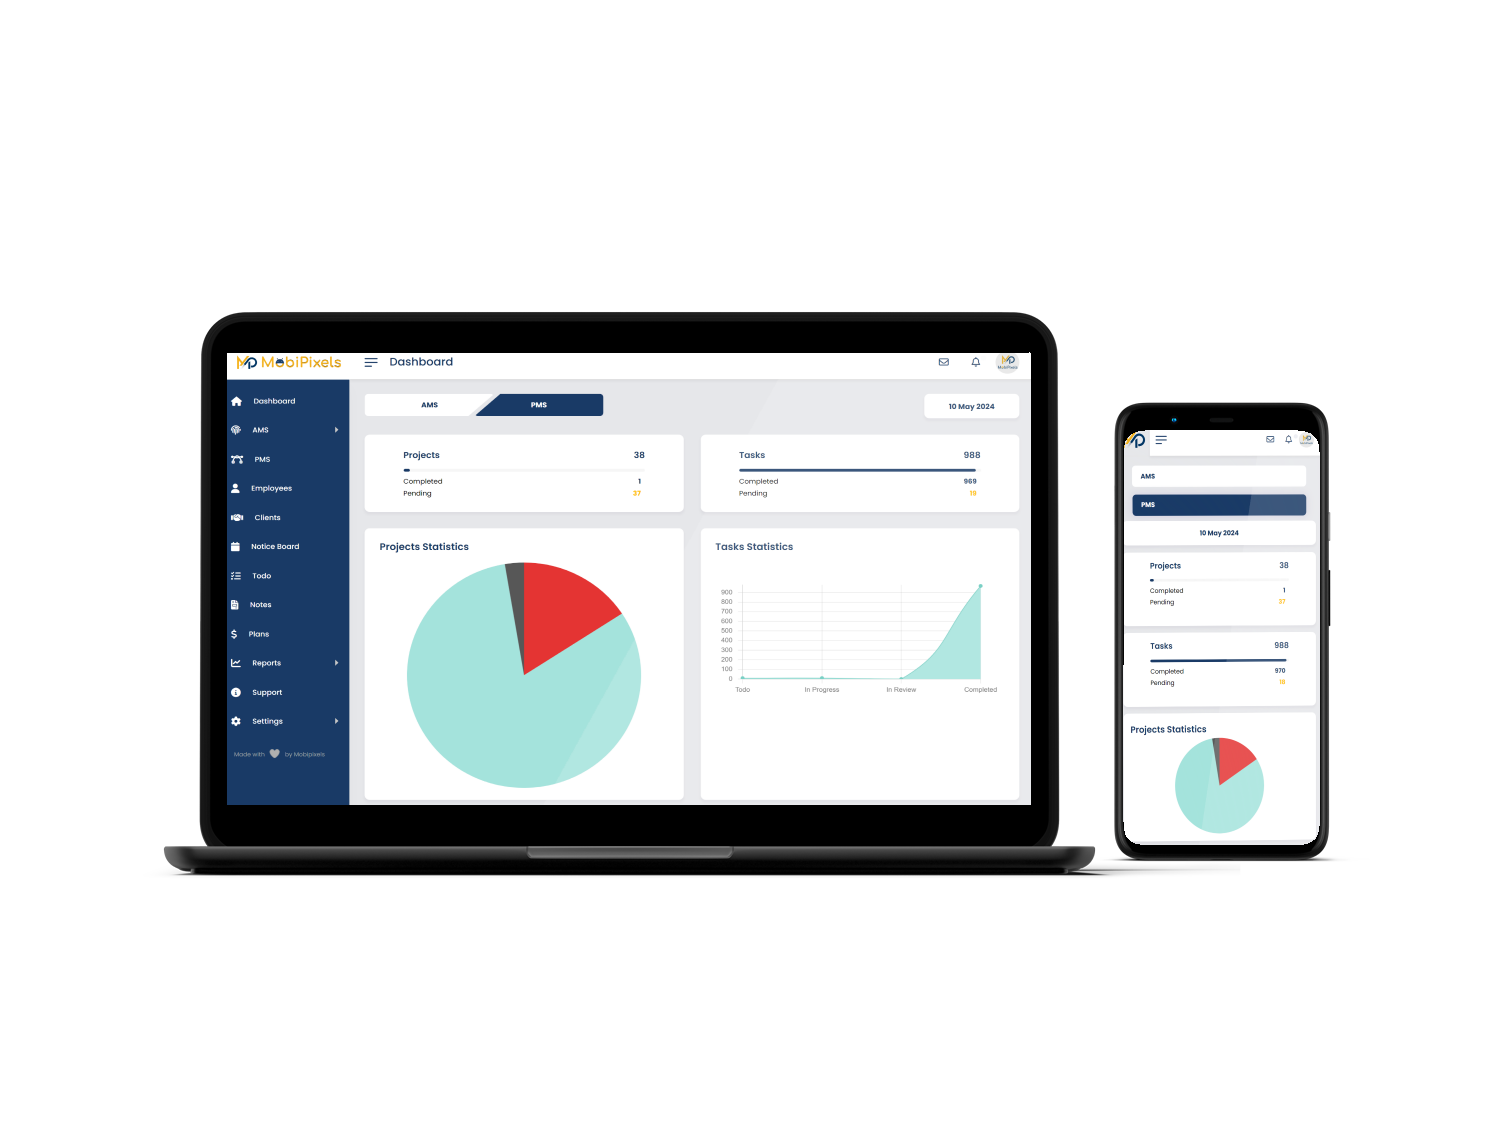 MobiPixels
Dashboard
MobiPixels
Dashboard
AMS
PMS
Employees
Clients
Notice Board
Todo
Notes
Plans
Reports
Support
Settings
Made with by Mobipixels
AMS PMS
10 May 2024
Projects 38
Completed 1
Pending 37
Tasks 988
Completed 969
Pending 19
Projects Statistics
Tasks Statistics
900
800
700
600
500
400
300
200
100
0
Todo In Progress In Review Completed
AMS
PMS
10 May 2024
Projects 38
Completed 1
Pending 37
Tasks 988
Completed 970
Pending 18
Projects Statistics